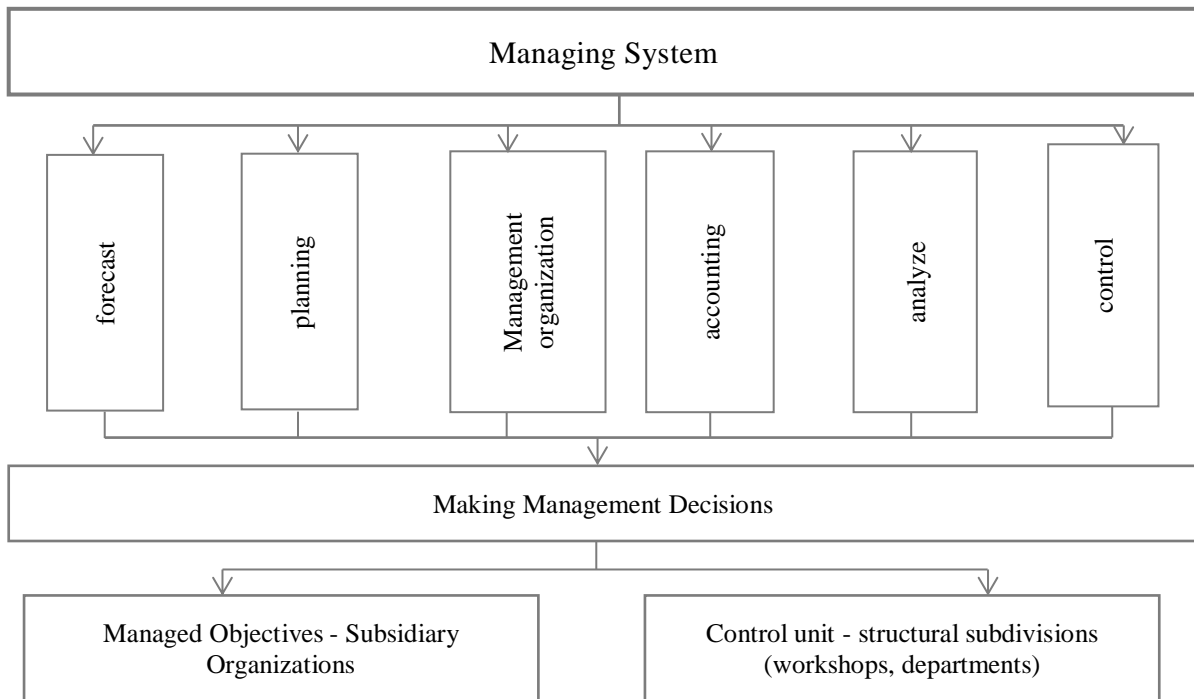 Managing System
forecast
planning
Management
organization
accounting
analyze
control
Making Management Decisions
Managed Objectives - Subsidiary
Organizations
Control unit - structural subdivisions
(workshops, departments)